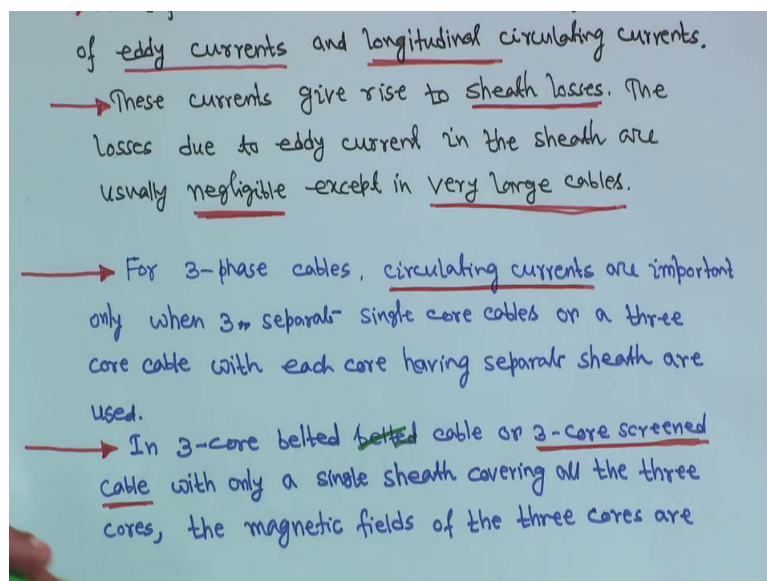 of eddy currents and longitudinal circulating currents.
These currents give rise to sheath losses. The
losses due to eddy current in the sheath are
usually negligible except in very large cables.
For 3-phase cables, circulating currents are important
only when 3 separate single core cables or a three
core cable with each core having separate sheath are
used.
In 3-core belted belted cable or 3-core screened
cable with only a single sheath covering all the three
cores, the magnetic fields of the three cores are